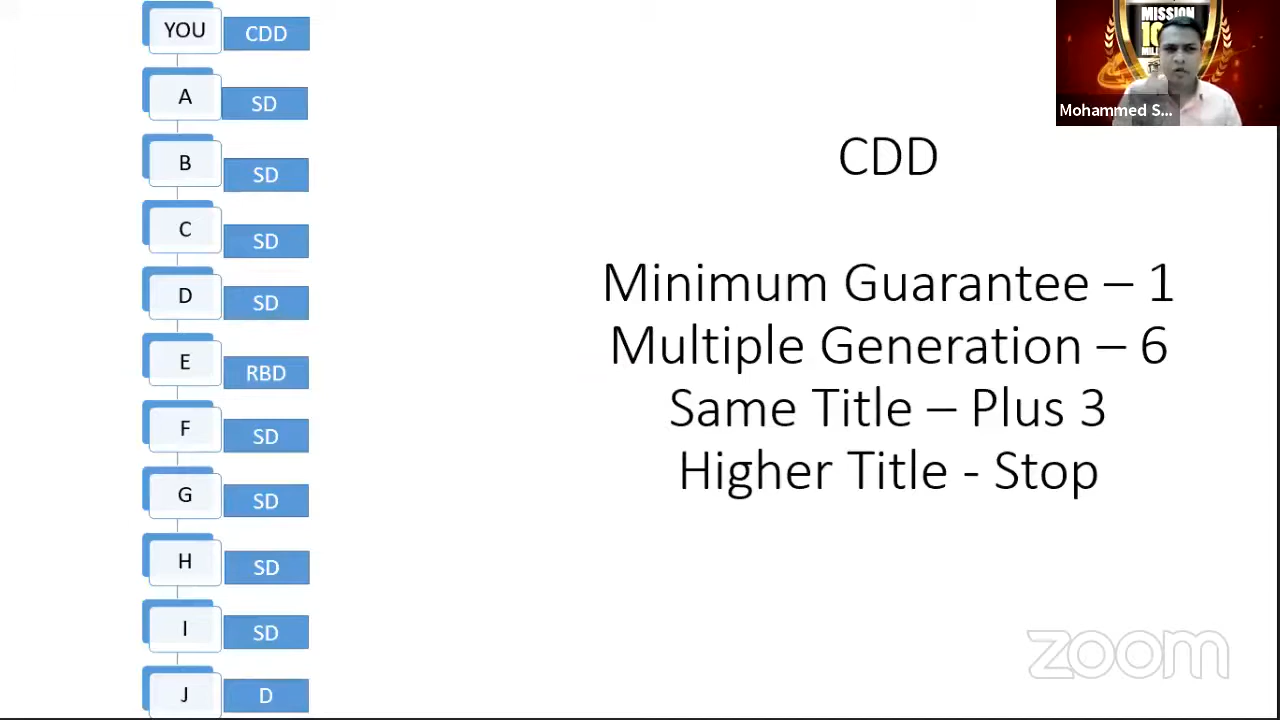 YOU CDD
A SD
B SD
C SD
D SD
E RBD
F SD
G SD
H SD
I SD
J D
CDD
Minimum Guarantee – 1
Multiple Generation – 6
Same Title – Plus 3
Higher Title - Stop
MISSION
Mohammed S...
zoom